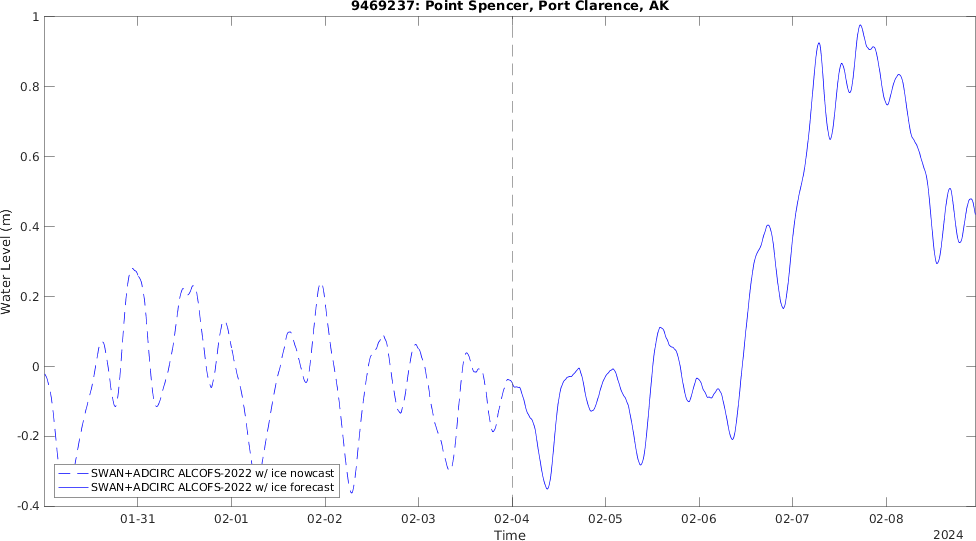 9469237: Point Spencer, Port Clarence, AK
1
0.8
0.6
0.4
0.2
0
-0.2
-0.4
Water Level (m)
SWAN+ADCIRC ALCOFS-2022 w/ ice nowcast
SWAN+ADCIRC ALCOFS-2022 w/ ice forecast
01-31 02-01 02-02 02-03 02-04 02-05 02-06 02-07 02-08
Time
2024